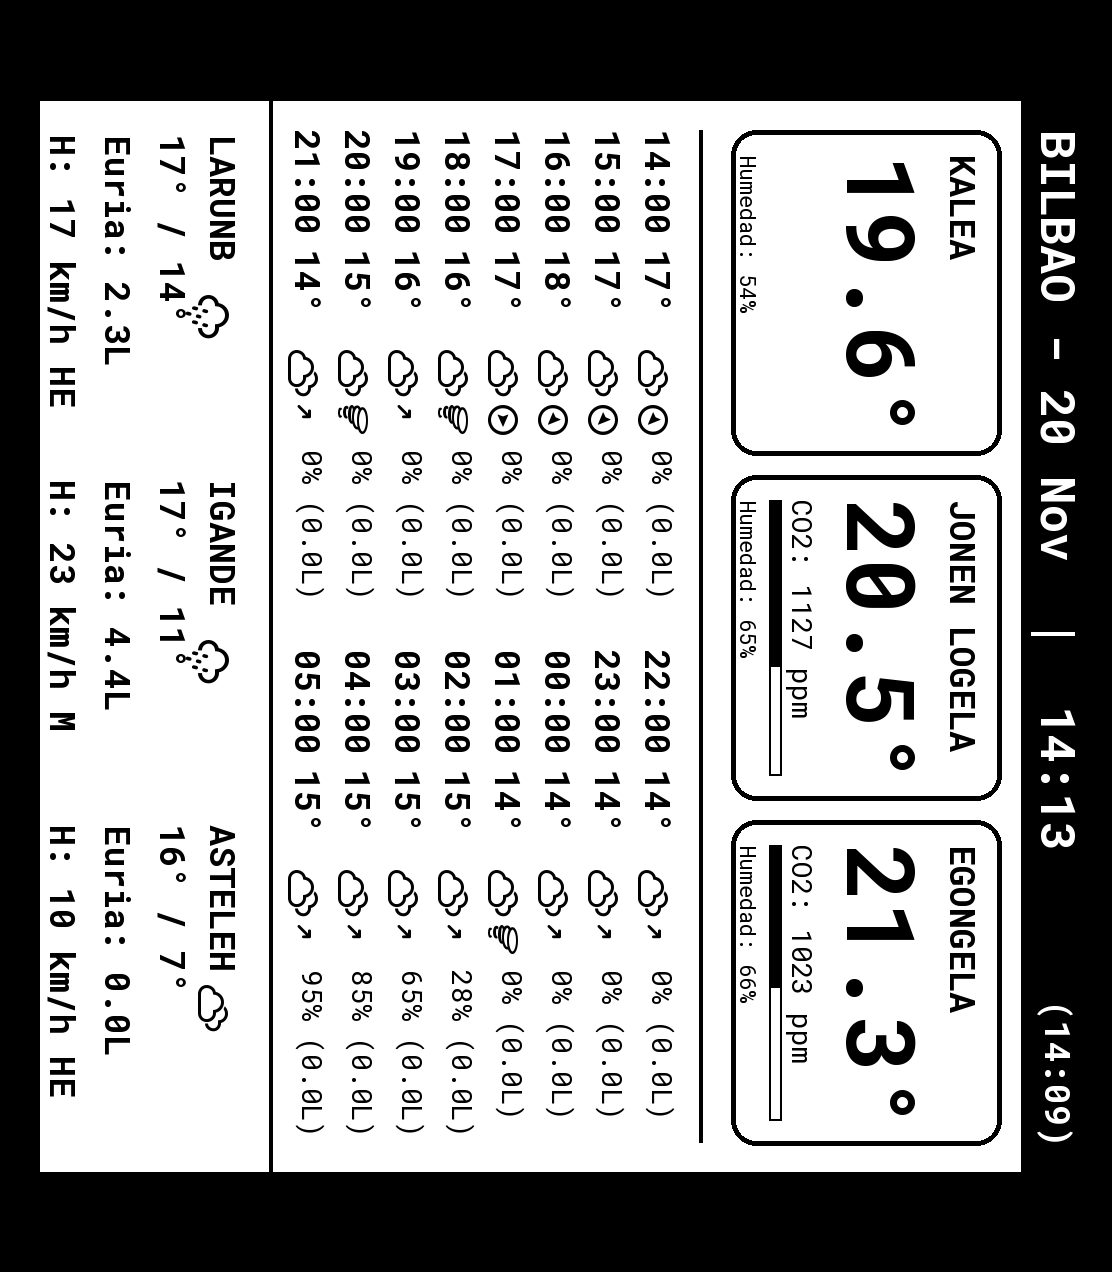 BILBAO - 20 Nov | 14:13 (14:09)
KALEA
19.6°
Humedad: 54%
JONEN LOGELA
20.5°
CO2: 1127 ppm
Humedad: 65%
EGONGELA
21.3°
CO2: 1023 ppm
Humedad: 66%
14:00 17° 0% (0.0L)
15:00 17° 0% (0.0L)
16:00 18° 0% (0.0L)
17:00 17° 0% (0.0L)
18:00 16° 0% (0.0L)
19:00 16° 0% (0.0L)
20:00 15° 0% (0.0L)
21:00 14° 0% (0.0L)
22:00 14° 0% (0.0L)
23:00 14° 0% (0.0L)
00:00 14° 0% (0.0L)
01:00 14° 0% (0.0L)
02:00 15° 28% (0.0L)
03:00 15° 65% (0.0L)
04:00 15° 85% (0.0L)
05:00 15° 95% (0.0L)
LARUNB
17° / 14°
Euria: 2.3L
H: 17 km/h HE
IGANDE
17° / 11°
Euria: 4.4L
H: 23 km/h M
ASTELEH
16° / 7°
Euria: 0.0L
H: 10 km/h HE